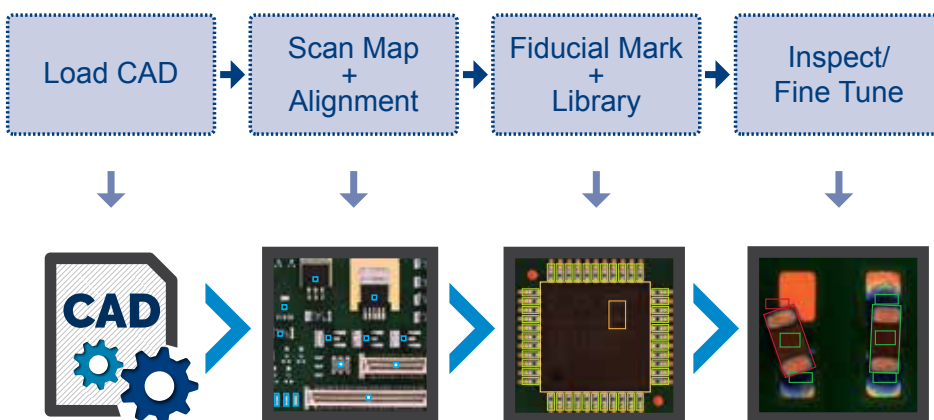 Load CAD
Scan Map
+
Alignment
Fiducial Mark
+
Library
Inspect/
Fine Tune
CAD